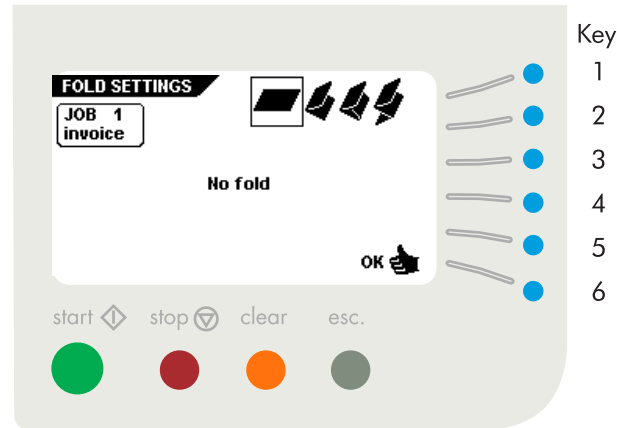 Key
FOLD SETTINGS
1
JOB 1
invoice
2
3
No fold
4
5
OK
6
start stop clear esc.